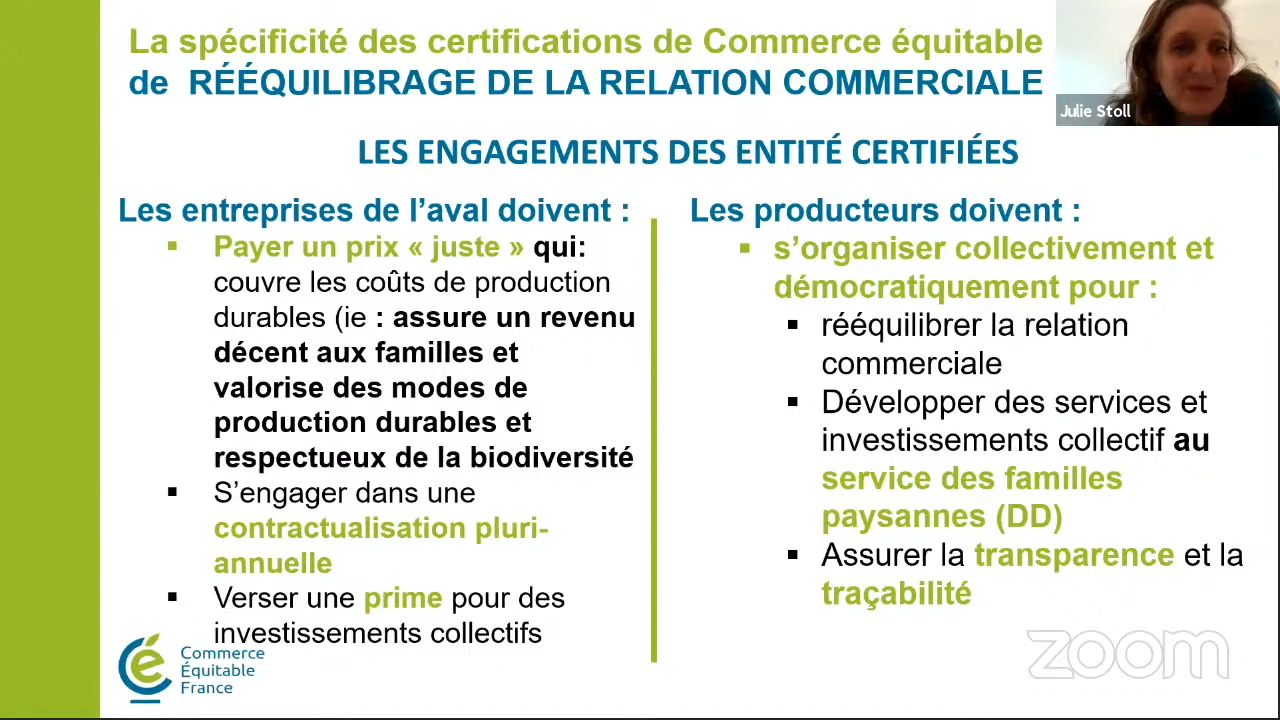 La spécificité des certifications de Commerce équitable
de RÉÉQUILIBRAGE DE LA RELATION COMMERCIALE
Julie Stoll
LES ENGAGEMENTS DES ENTITÉ CERTIFIÉES
Les entreprises de l’aval doivent :
▪ Payer un prix « juste » qui:
couvre les coûts de production
durables (ie : assure un revenu
décent aux familles et
valorise des modes de
production durables et
respectueux de la biodiversité
▪ S’engager dans une
contractualisation pluri-
annuelle
▪ Verser une prime pour des
investissements collectifs
Les producteurs doivent :
▪ s’organiser collectivement et
démocratiquement pour :
▪ rééquilibrer la relation
commerciale
▪ Développer des services et
investissements collectif au
service des familles
paysannes (DD)
▪ Assurer la transparence et la
traçabilité
Commerce
Équitable
France
zoom